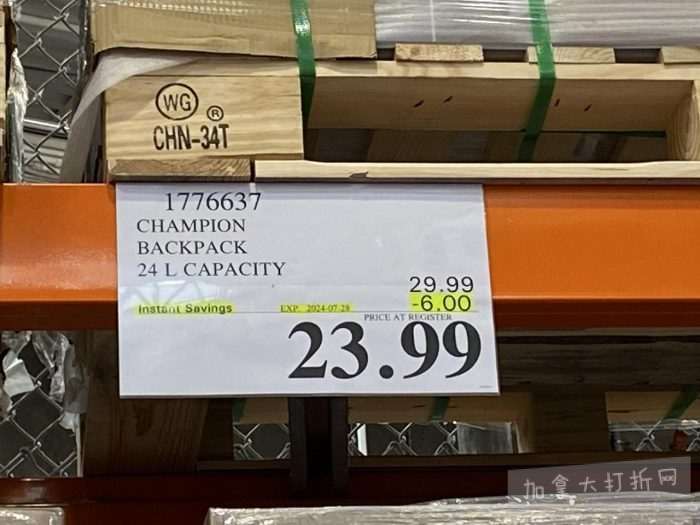 WG
®
CHN-34T
1776637
CHAMPION
BACKPACK
24 L CAPACITY
29.99
Instant Savings EXP. 2024-07-28 -6.00
PRICE AT REGISTER
23.99
加拿大打折网